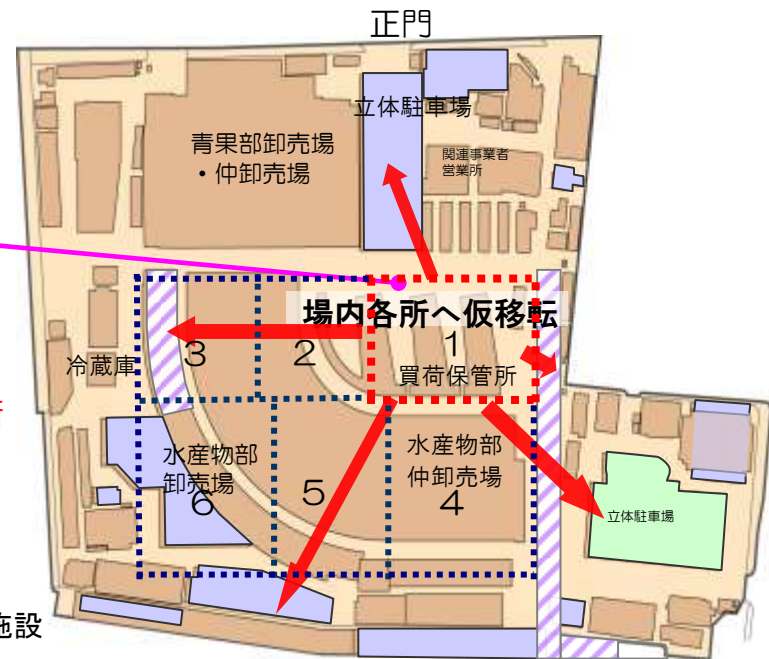 正門
立体駐車場
青果部卸売場
・仲卸売場
関連事業者
営業所
場内各所へ仮移転
3
2
1
冷蔵庫
買荷保管所
水産物部
卸売場
水産物部
仲卸売場
6
5
4
立体駐車場
施設